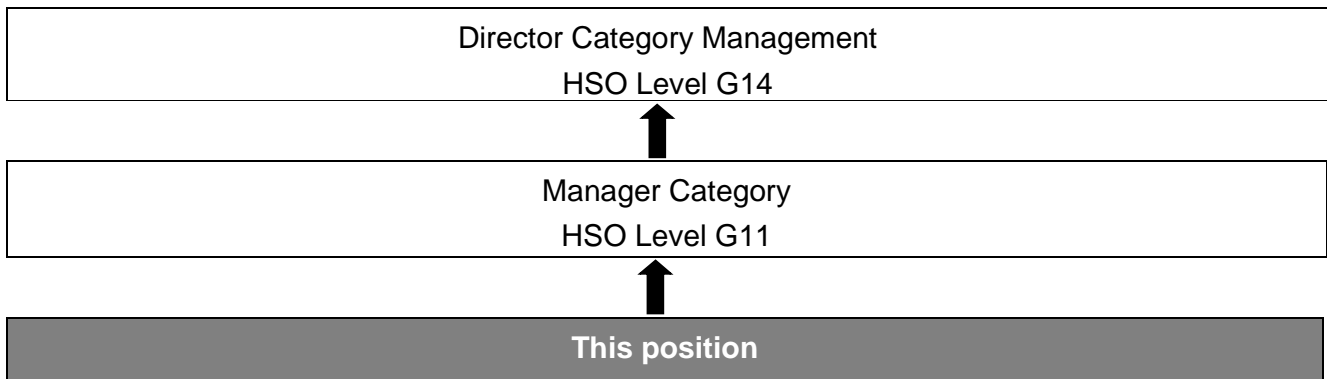 Director Category Management
HSO Level G14
Manager Category
HSO Level G11
This position